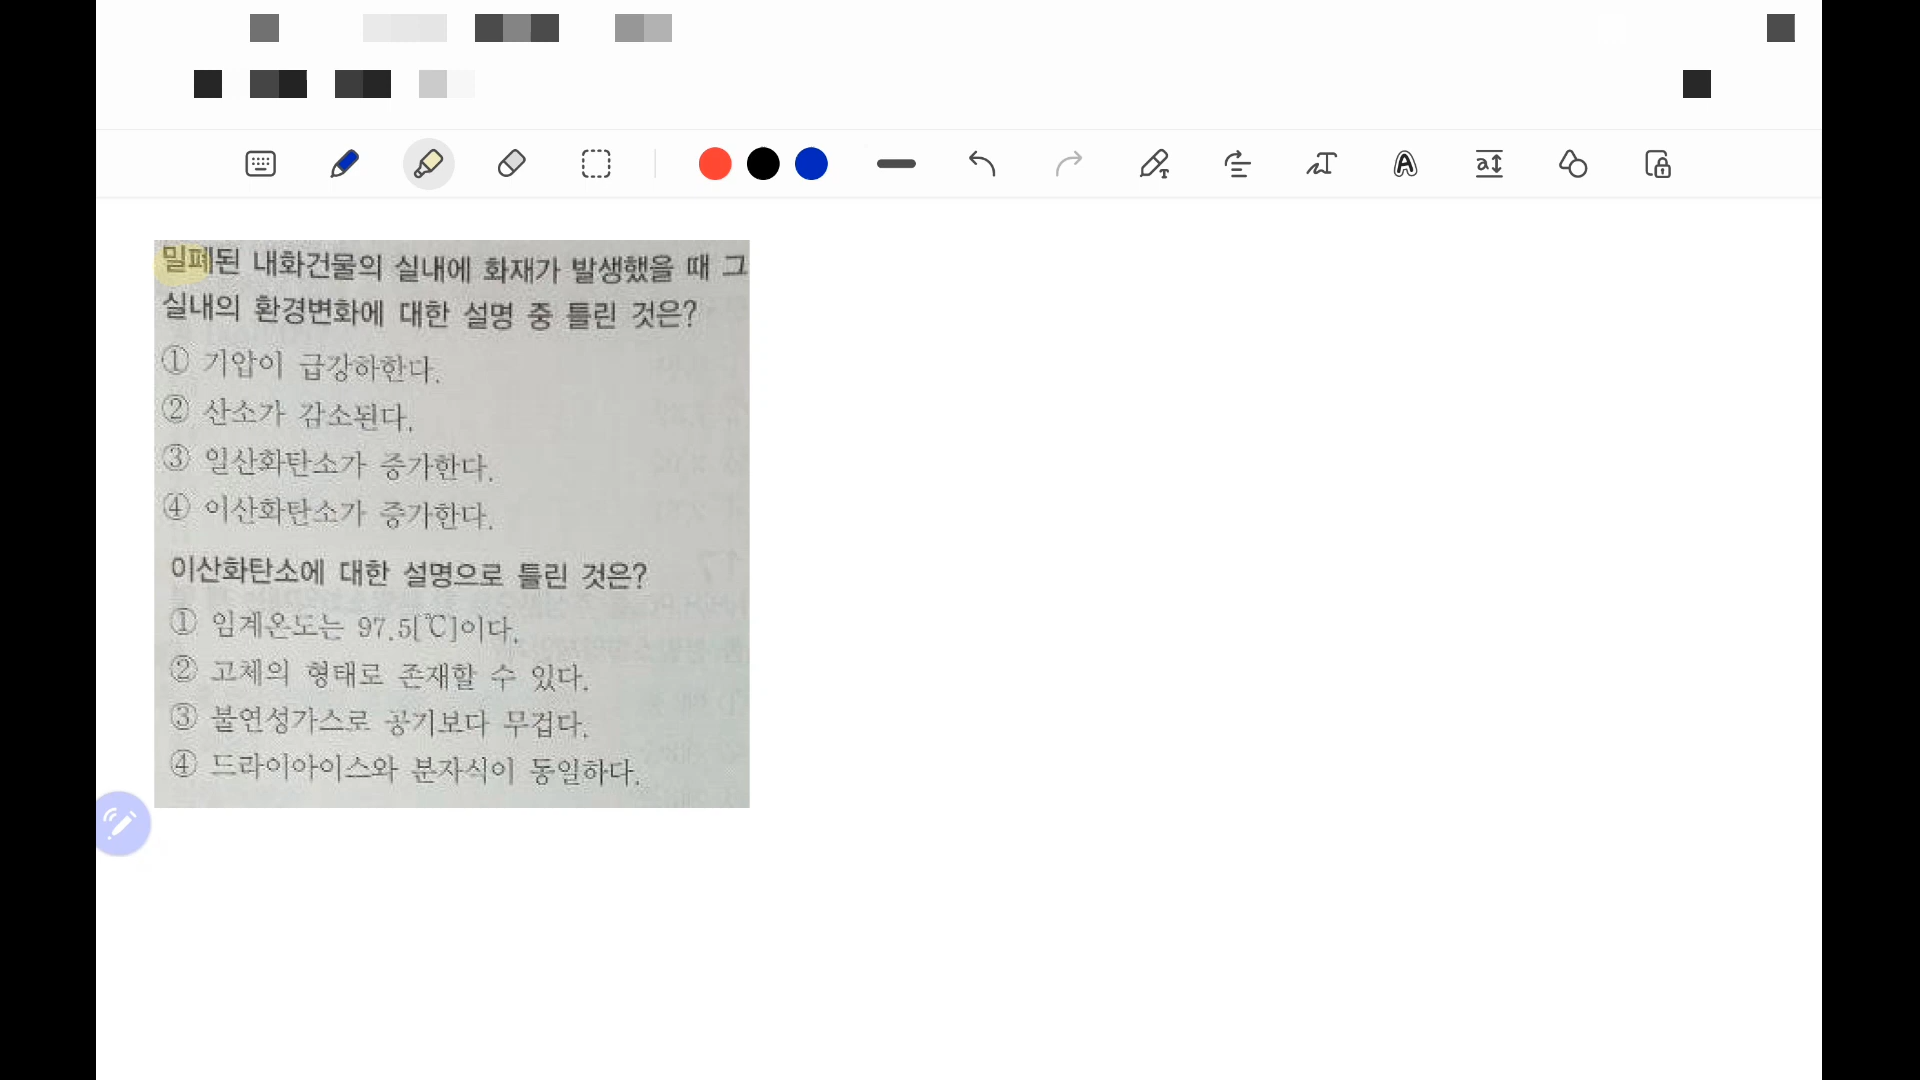 밀폐된 내화건물의 실내에 화재가 발생했을 때 그
실내의 환경변화에 대한 설명 중 틀린 것은?
① 기압이 급강하한다.
② 산소가 감소된다.
③ 일산화탄소가 증가한다.
④ 이산화탄소가 증가한다.
이산화탄소에 대한 설명으로 틀린 것은?
① 임계온도는 97.5[℃]이다.
② 고체의 형태로 존재할 수 있다.
③ 불연성가스로 공기보다 무겁다.
④ 드라이아이스와 분자식이 동일하다.